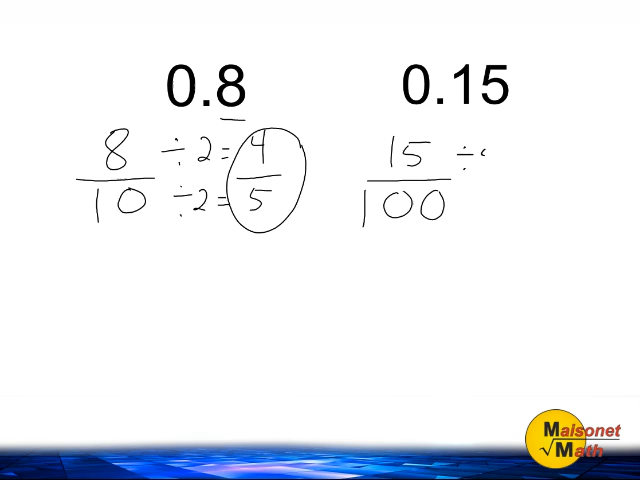 0.8 0.15
8 ÷ 2 = 4 15 ÷
10 ÷ 2 = 5 100
Maisonet
√Math